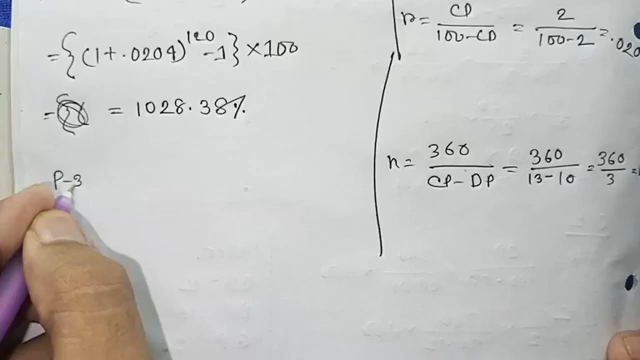 ={(1+.0204)^120-1}×100
= = 1028.38%
P-3
r = CD/100-CD = 2/100-2 = .020
n = 360/CP-DP = 360/13-10 = 360/3 =